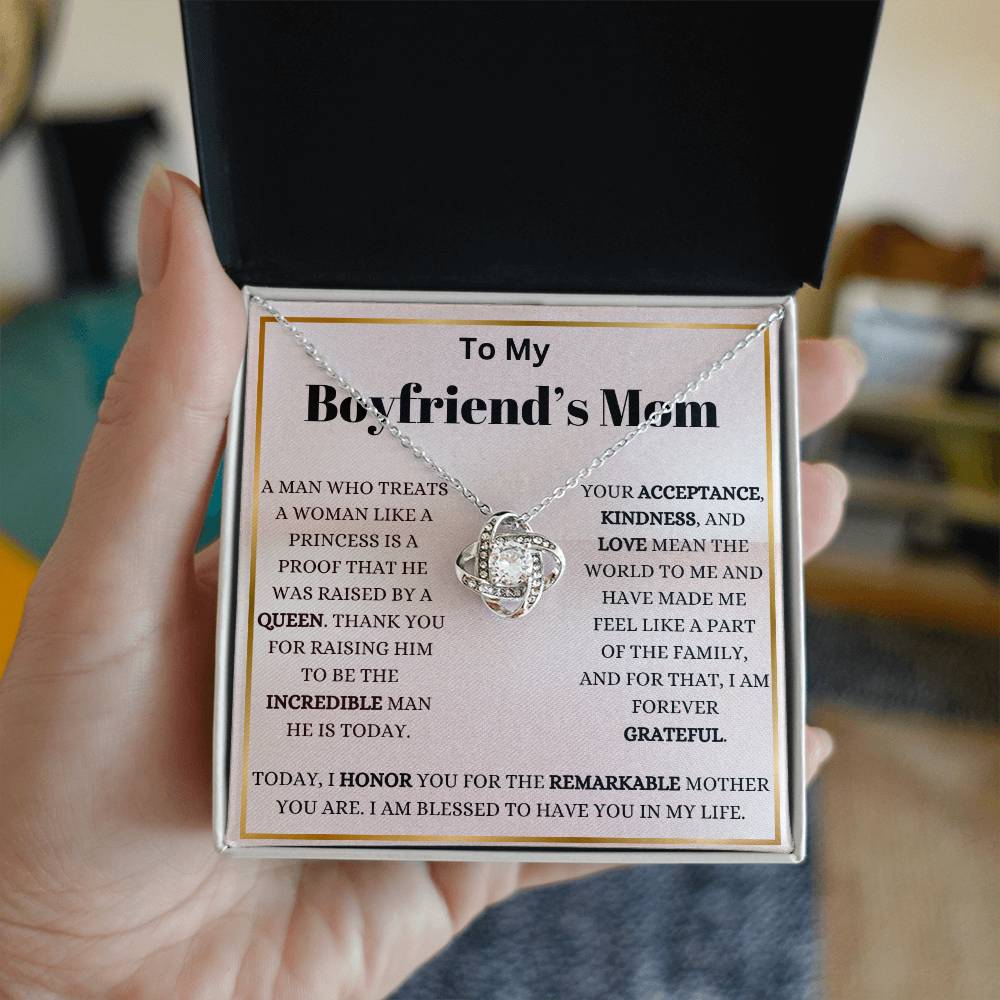 To My
Boyfriend's Mom
A MAN WHO TREATS
A WOMAN LIKE A
PRINCESS IS A
PROOF THAT HE
WAS RAISED BY A
QUEEN. THANK YOU
FOR RAISING HIM
TO BE THE
INCREDIBLE MAN
HE IS TODAY.
YOUR ACCEPTANCE,
KINDNESS, AND
LOVE MEAN THE
WORLD TO ME AND
HAVE MADE ME
FEEL LIKE A PART
OF THE FAMILY,
AND FOR THAT, I AM
FOREVER
GRATEFUL.
TODAY, I HONOR YOU FOR THE REMARKABLE MOTHER
YOU ARE. I AM BLESSED TO HAVE YOU IN MY LIFE.